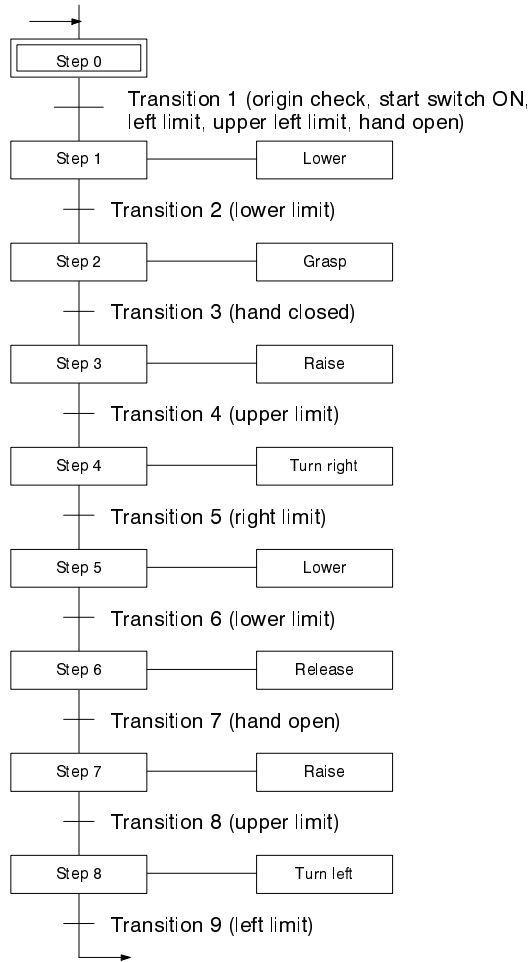 Step 0
Transition 1 (origin check, start switch ON,
left limit, upper left limit, hand open)
Step 1
Lower
Transition 2 (lower limit)
Step 2
Grasp
Transition 3 (hand closed)
Step 3
Raise
Transition 4 (upper limit)
Step 4
Turn right
Transition 5 (right limit)
Step 5
Lower
Transition 6 (lower limit)
Step 6
Release
Transition 7 (hand open)
Step 7
Raise
Transition 8 (upper limit)
Step 8
Turn left
Transition 9 (left limit)